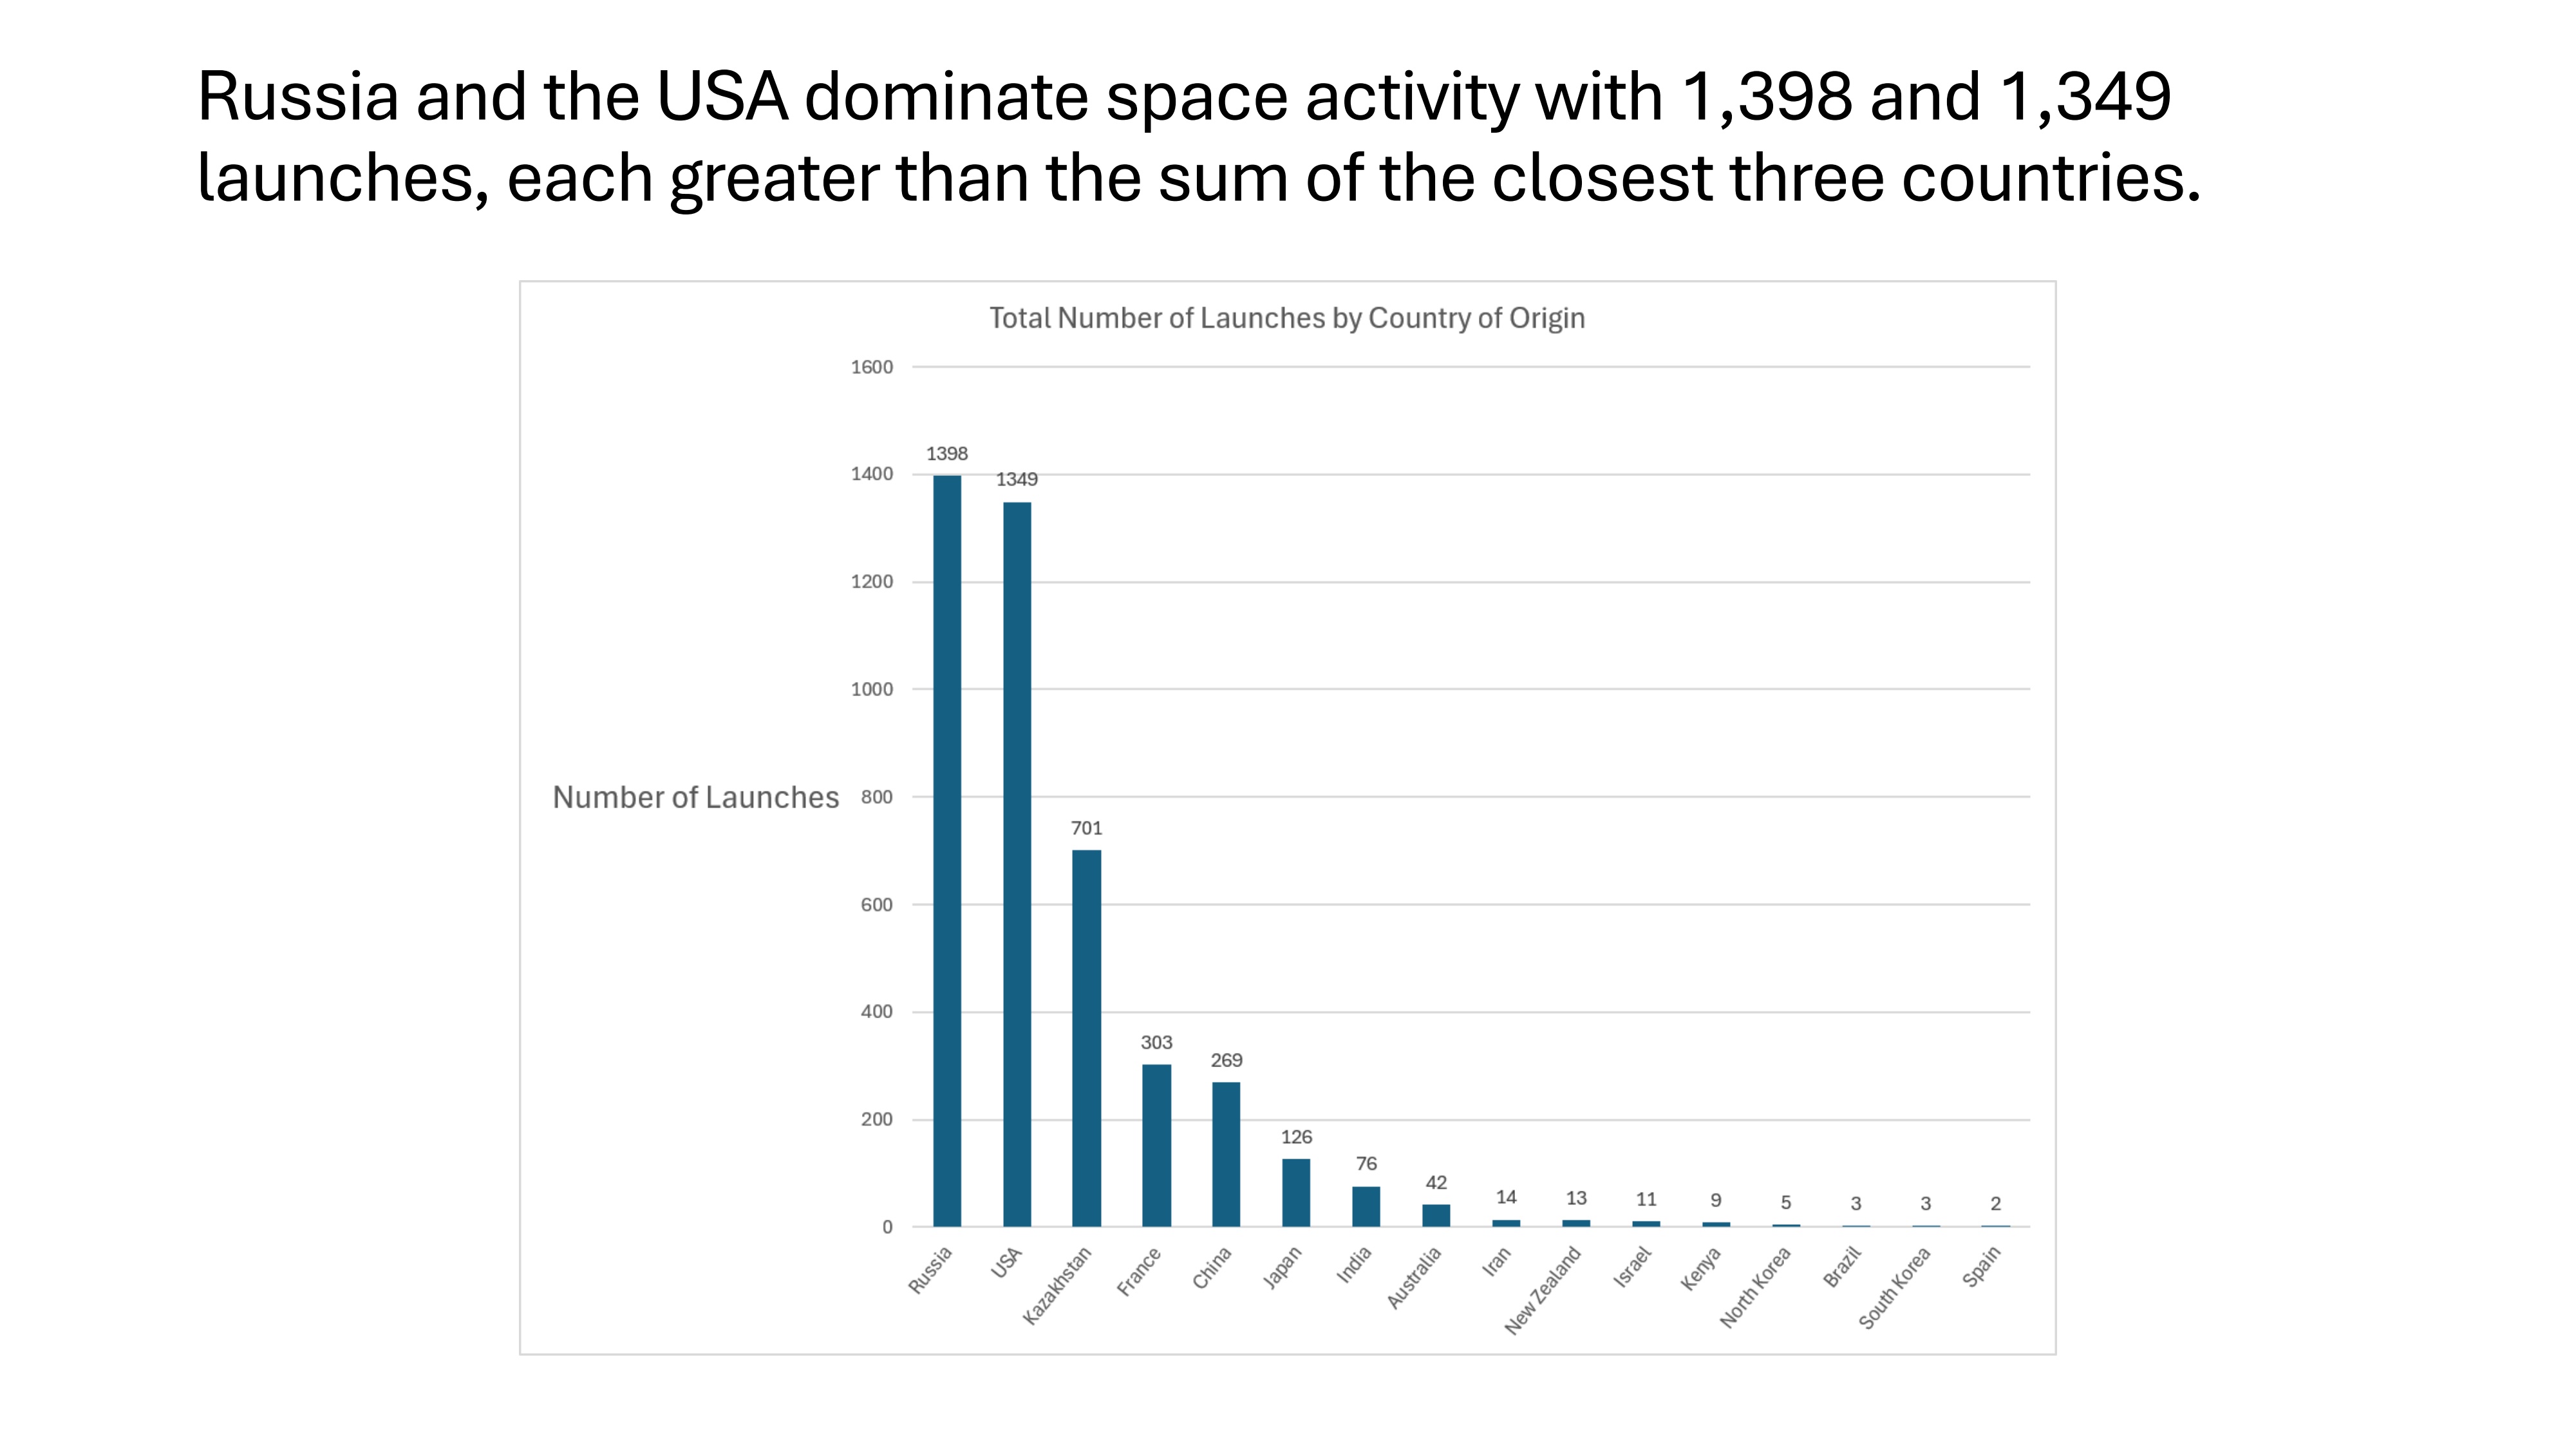 Russia and the USA dominate space activity with 1,398 and 1,349
launches, each greater than the sum of the closest three countries.
Total Number of Launches by Country of Origin
1600
1400
1200
1000
800
600
400
200
0
Number of Launches
1398
1349
701
303
269
126
76
42
14
13
11
9
5
3
3
2
Russia
USA
Kazakhstan
France
China
Japan
India
Australia
Iran
New Zealand
Israel
Kenya
North Korea
Brazil
South Korea
Spain